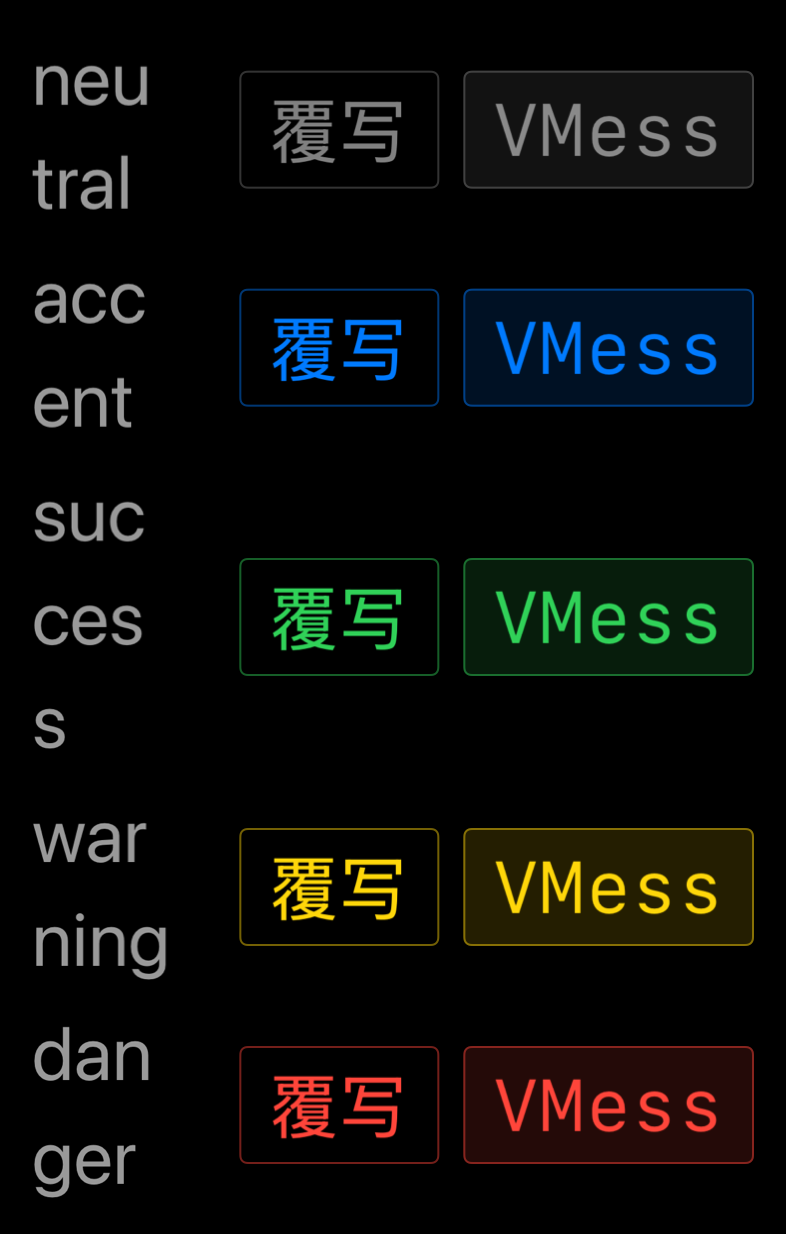 neu
tral
覆写 VMess
acc
ent
覆写 VMess
suc
ces
s
覆写 VMess
war
ning
覆写 VMess
dan
ger
覆写 VMess